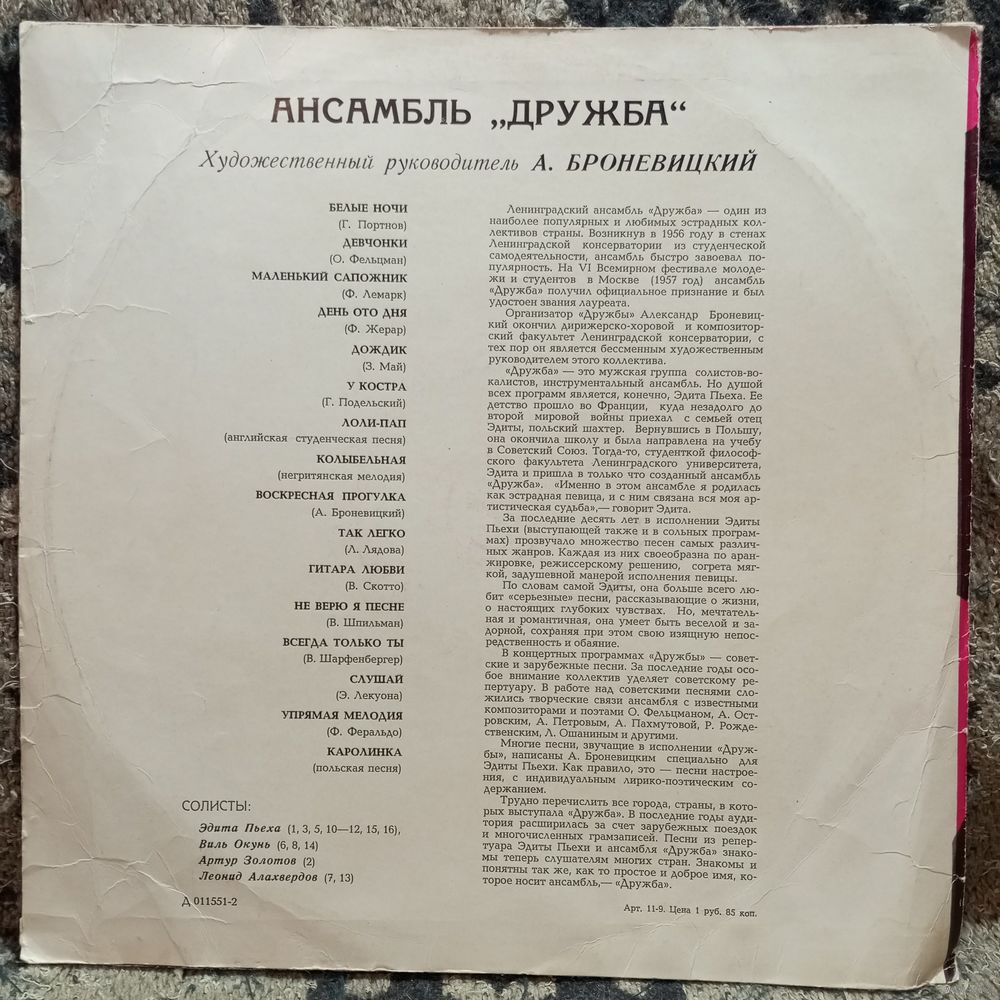 АНСАМБЛЬ „ДРУЖБА“
Художественный руководитель А. БРОНЕВИЦКИЙ
БЕЛЫЕ НОЧИ
(Г. Портнов)
ДЕВЧОНКИ
(О. Фельцман)
МАЛЕНЬКИЙ САПОЖНИК
(Ф. Лемарк)
ДЕНЬ ОТО ДНЯ
(Ф. Жерар)
ДОЖДИК
(З. Май)
У КОСТРА
(Г. Подельский)
ЛОЛИ-ПАП
(английская студенческая песня)
КОЛЫБЕЛЬНАЯ
(негритянская мелодия)
ВОСКРЕСНАЯ ПРОГУЛКА
(А. Броневицкий)
ТАК ЛЕГКО
(Л. Лядова)
ГИТАРА ЛЮБВИ
(В. Скотто)
НЕ ВЕРЮ Я ПЕСНЕ
(В. Шпильман)
ВСЕГДА ТОЛЬКО ТЫ
(В. Шарфенбергер)
СЛУШАЙ
(Э. Лекуона)
УПРЯМАЯ МЕЛОДИЯ
(Ф. Феральдо)
КАРОЛИНКА
(польская песня)
СОЛИСТЫ:
Эдита Пьеха (1, 3, 5, 10—12, 15, 16),
Виль Окунь (6, 8, 14)
Артур Золотов (2)
Леонид Алахвердов (7, 13)
Д 011551-2
Ленинградский ансамбль «Дружба» — один из
наиболее популярных и любимых эстрадных кол-
лективов страны. Возникнув в 1956 году в стенах
Ленинградской консерватории из студенческой
самодеятельности, ансамбль быстро завоевал по-
пулярность. На VI Всемирном фестивале молоде-
жи и студентов в Москве (1957 год) ансамбль
«Дружба» получил официальное признание и был
удостоен звания лауреата.
Организатор «Дружбы» Александр Броневиц-
кий окончил дирижерско-хоровой и композитор-
ский факультет Ленинградской консерватории, с
тех пор он является бессменным художественным
руководителем этого коллектива.
«Дружба» — это мужская группа солистов-во-
калистов, инструментальный ансамбль. Но душой
всех программ является, конечно, Эдита Пьеха. Ее
детство прошло во Франции, куда незадолго до
второй мировой войны приехал с семьей отец
Эдиты, польский шахтер. Вернувшись в Польшу,
она окончила школу и была направлена на учебу
в Советский Союз. Тогда-то, студенткой философ-
ского факультета Ленинградского университета,
Эдита и пришла в только что созданный ансамбль
«Дружба». «Именно в этом ансамбле я родилась
как эстрадная певица, и с ним связана вся моя ар-
тистическая судьба»,— говорит Эдита.
За последние десять лет в исполнении Эдиты
Пьехи (выступающей также и в сольных програм-
мах) прозвучало множество песен самых различ-
ных жанров. Каждая из них своеобразна по аран-
жировке, режиссерскому решению, согрета мяг-
кой, задушевной манерой исполнения певицы.
По словам самой Эдиты, она больше всего лю-
бит «серьезные» песни, рассказывающие о жизни,
о настоящих глубоких чувствах. Но, мечтатель-
ная и романтичная, она умеет быть веселой и за-
дорной, сохраняя при этом свою изящную непос-
редственность и обаяние.
В концертных программах «Дружбы» — совет-
ские и зарубежные песни. За последние годы осо-
бое внимание коллектив уделяет советскому ре-
пертуару. В работе над советскими песнями сло-
жились творческие связи ансамбля с известными
композиторами и поэтами О. Фельцманом, А. Ост-
ровским, А. Петровым, А. Пахмутовой, Р. Рожде-
ственским, Л. Ошаниным и другими.
Многие песни, звучащие в исполнении «Друж-
бы», написаны А. Броневицким специально для
Эдиты Пьехи. Как правило, это — песни настрое-
ния, с индивидуальным лирико-поэтическим со-
держанием.
Трудно перечислить все города, страны, в кото-
рых выступала «Дружба». В последние годы ауди-
тория расширилась за счет зарубежных поездок
и многочисленных грамзаписей. Песни из репер-
туара Эдиты Пьехи и ансамбля «Дружба» знако-
мы теперь слушателям многих стран. Знакомы и
понятны так же, как то простое и доброе имя, ко-
торое носит ансамбль,— «Дружба».
Арт. 11-9. Цена 1 руб. 85 коп.